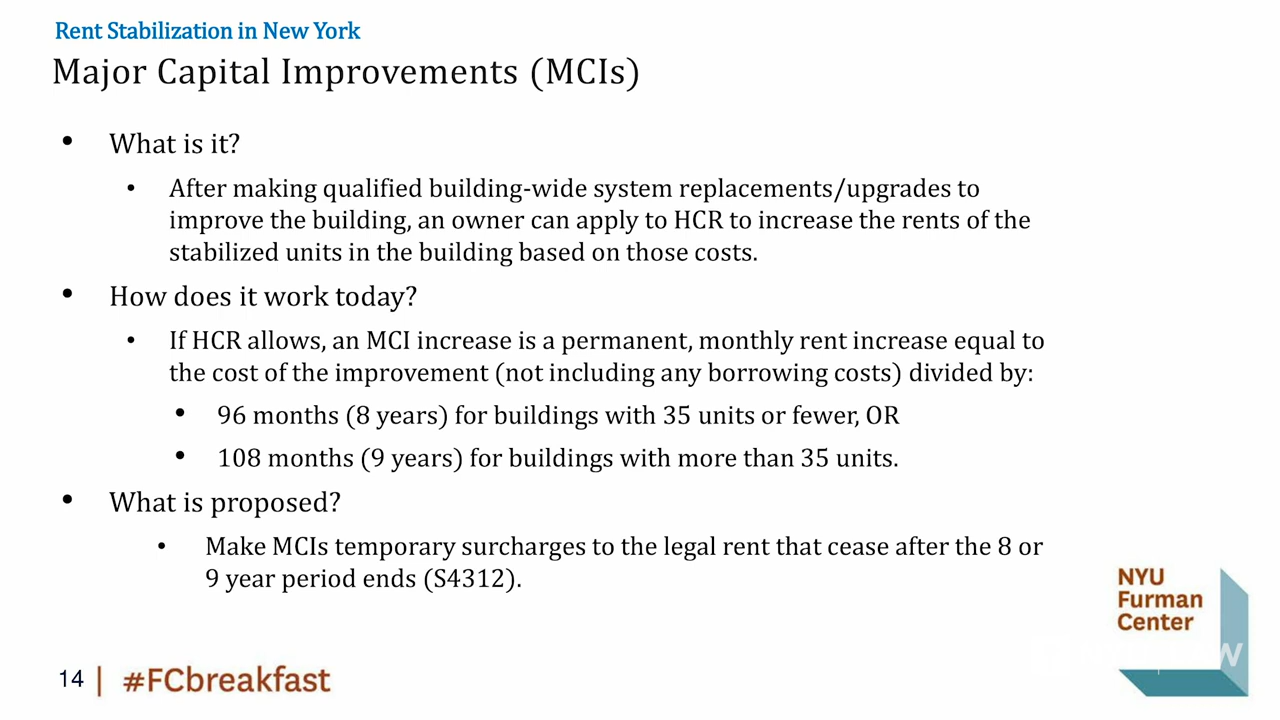 Rent Stabilization in New York
Major Capital Improvements (MCIs)
• What is it?
• After making qualified building-wide system replacements/upgrades to
improve the building, an owner can apply to HCR to increase the rents of the
stabilized units in the building based on those costs.
• How does it work today?
• If HCR allows, an MCI increase is a permanent, monthly rent increase equal to
the cost of the improvement (not including any borrowing costs) divided by:
• 96 months (8 years) for buildings with 35 units or fewer, OR
• 108 months (9 years) for buildings with more than 35 units.
• What is proposed?
• Make MCIs temporary surcharges to the legal rent that cease after the 8 or
9 year period ends (S4312).
NYU
Furman
Center
14 | #FCbreakfast